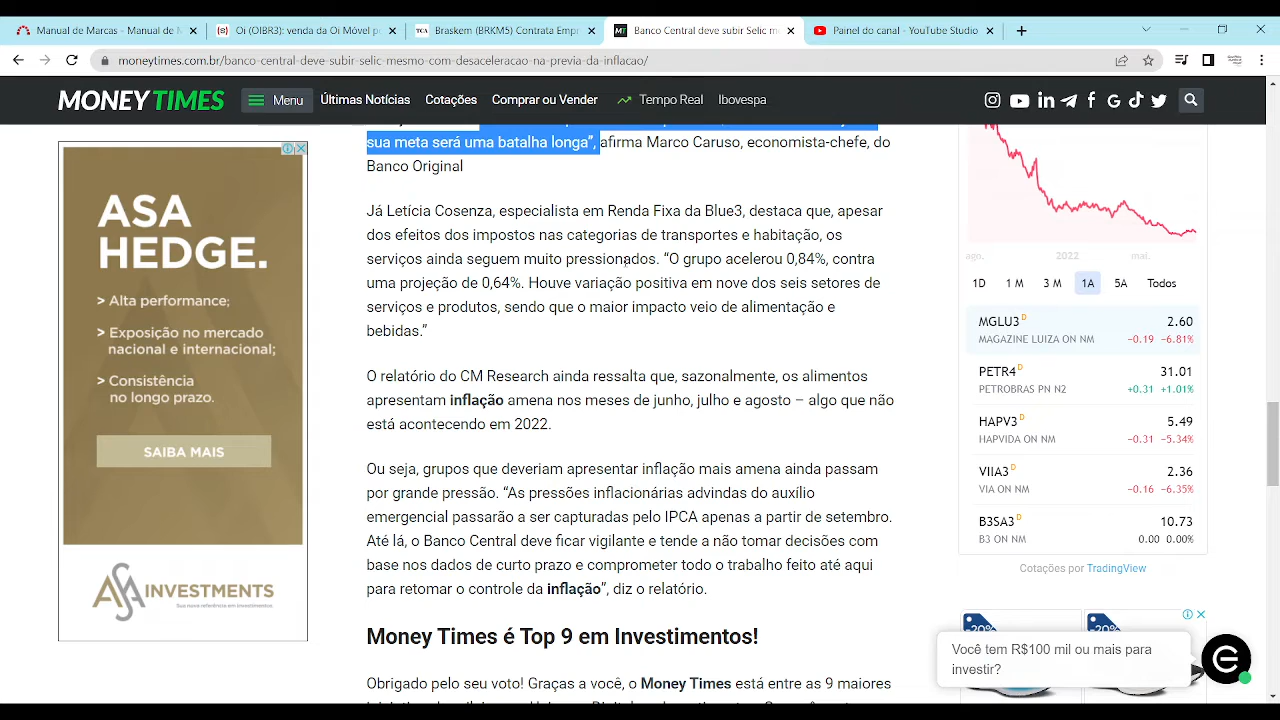 Manual de Marcas - Manual de M
Oi (OIBR3): venda da Oi Móvel po
TCA
Braskem (BRKM5) Contrata Empr
MT
Banco Central deve subir Selic me
Painel do canal - YouTube Studio
moneytimes.com.br/banco-central-deve-subir-selic-mesmo-com-desaceleracao-na-previa-da-inflacao/
MONEY TIMES
Menu
Últimas Notícias
Cotações
Comprar ou Vender
Tempo Real
Ibovespa
ASA
HEDGE.
> Alta performance;
> Exposição no mercado
nacional e internacional;
> Consistência
no longo prazo.
SAIBA MAIS
ASA INVESTMENTS
Sua nova referência em investimentos.
sua meta será uma batalha longa”, afirma Marco Caruso, economista-chefe, do
Banco Original
Já Letícia Cosenza, especialista em Renda Fixa da Blue3, destaca que, apesar
dos efeitos dos impostos nas categorias de transportes e habitação, os
serviços ainda seguem muito pressionados. “O grupo acelerou 0,84%, contra
uma projeção de 0,64%. Houve variação positiva em nove dos seis setores de
serviços e produtos, sendo que o maior impacto veio de alimentação e
bebidas.”
O relatório do CM Research ainda ressalta que, sazonalmente, os alimentos
apresentam inflação amena nos meses de junho, julho e agosto – algo que não
está acontecendo em 2022.
Ou seja, grupos que deveriam apresentar inflação mais amena ainda passam
por grande pressão. “As pressões inflacionárias advindas do auxílio
emergencial passarão a ser capturadas pelo IPCA apenas a partir de setembro.
Até lá, o Banco Central deve ficar vigilante e tende a não tomar decisões com
base nos dados de curto prazo e comprometer todo o trabalho feito até aqui
para retomar o controle da inflação”, diz o relatório.
Money Times é Top 9 em Investimentos!
Obrigado pelo seu voto! Graças a você, o Money Times está entre as 9 maiores
ago. 2022 mai.
1D 1 M 3 M 1A 5A Todos
MGLU3 D 2.60
MAGAZINE LUIZA ON NM −0.19 −6.81%
PETR4 D 31.01
PETROBRAS PN N2 +0.31 +1.01%
HAPV3 D 5.49
HAPVIDA ON NM −0.31 −5.34%
VIIA3 D 2.36
VIA ON NM −0.16 −6.35%
B3SA3 D 10.73
B3 ON NM 0.00 0.00%
Cotações por TradingView
-20%
-20%
Você tem R$100 mil ou mais para
investir?